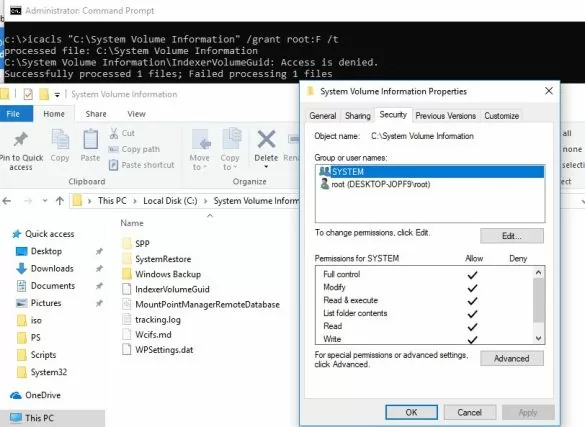 Administrator: Command Prompt
c:\>icacls "C:\System Volume Information" /grant root:F /t
processed file: C:\System Volume Information
C:\System Volume Information\IndexerVolumeGuid: Access is denied.
Successfully processed 1 files; Failed processing 1 files
System Volume Information
File Home Share View
Pin to Quick access
Copy
Paste
Cut
Copy path
Paste shortcut
Clipboard
Move to
Copy to
Delete
Organize
This PC > Local Disk (C:) > System Volume Inform
Quick access
Desktop
Downloads
Documents
Pictures
iso
PS
Scripts
System32
OneDrive
This PC
Name
SPP
SystemRestore
Windows Backup
IndexerVolumeGuid
MountPointManagerRemoteDatabase
tracking.log
Wcifs.md
WPSettings.dat
System Volume Information Properties
General Sharing Security Previous Versions Customize
Object name: C:\System Volume Information
Group or user names:
SYSTEM
root (DESKTOP-JOPF9\root)
To change permissions, click Edit.
Edit...
Permissions for SYSTEM Allow Deny
Full control
Modify
Read & execute
List folder contents
Read
Write
For special permissions or advanced settings,
click Advanced.
Advanced
OK Cancel Apply
all
none